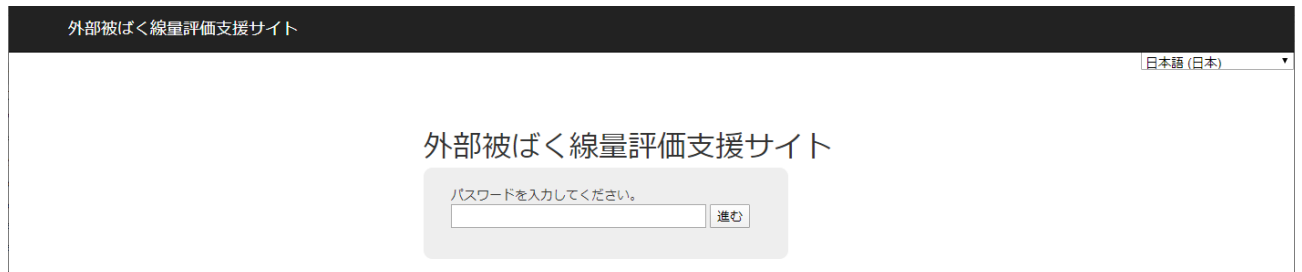 外部被ばく線量評価支援サイト
日本語 (日本)
外部被ばく線量評価支援サイト
パスワードを入力してください。
進む